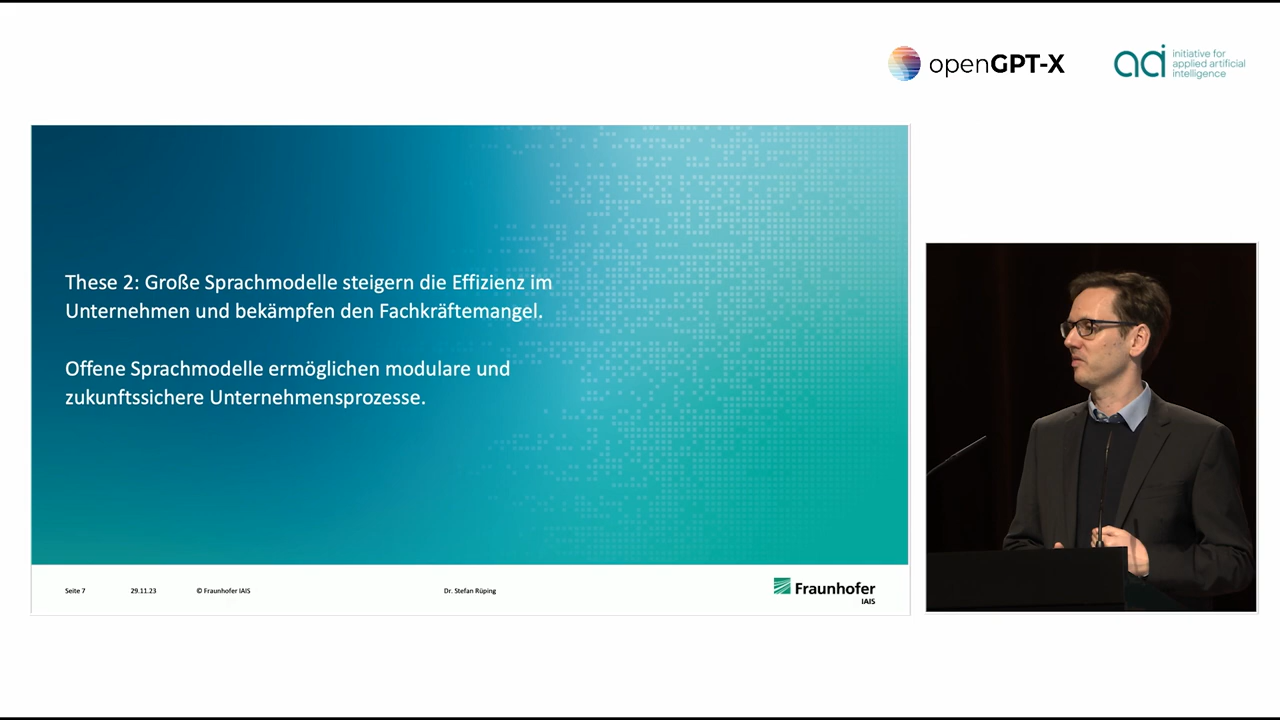 openGPT-X
initiative for
applied artificial
intelligence
These 2: Große Sprachmodelle steigern die Effizienz im
Unternehmen und bekämpfen den Fachkräftemangel.
Offene Sprachmodelle ermöglichen modulare und
zukunftssichere Unternehmensprozesse.
Seite 7
29.11.23
© Fraunhofer IAIS
Dr. Stefan Rüping
Fraunhofer
IAIS